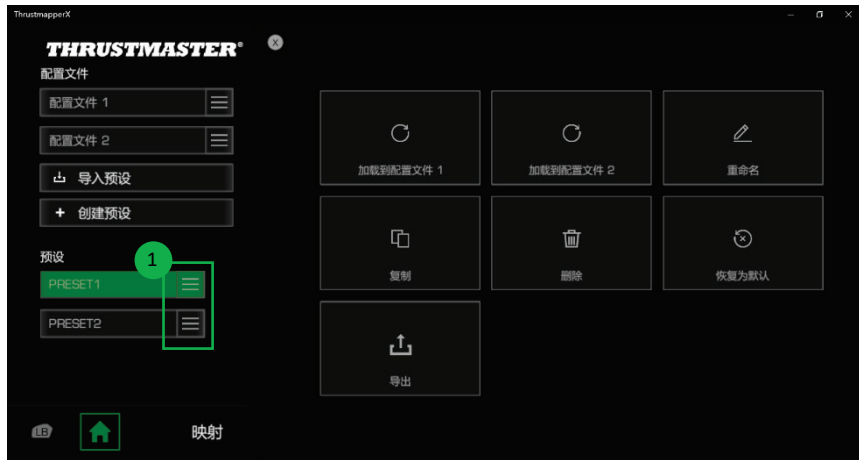 ThrustmapperX
THRUSTMASTER®
配置文件
配置文件 1
配置文件 2
导入预设
+ 创建预设
预设
1
PRESET1
PRESET2
LB
映射
加载到配置文件 1
加载到配置文件 2
重命名
复制
删除
恢复为默认
导出